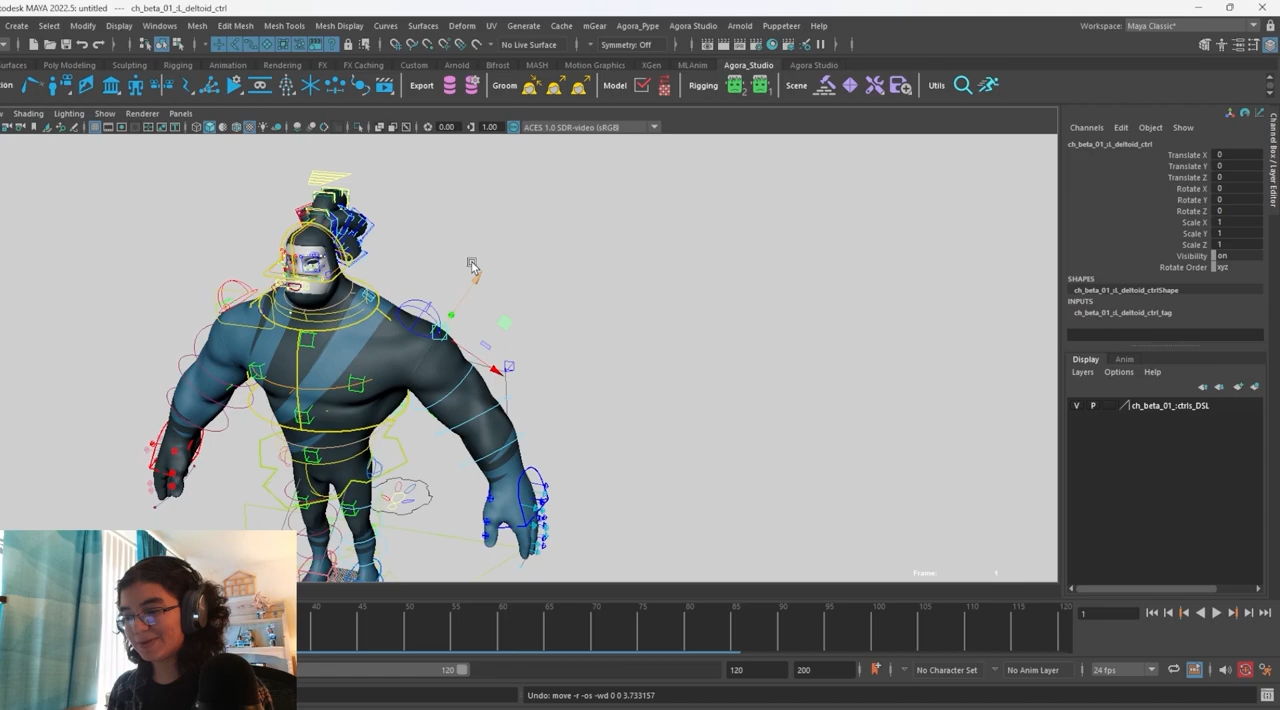 odesk MAYA 2022.5: untitled --- ch_beta_01_:L_deltoid_ctrl
Create Select Modify Display Windows Mesh Edit Mesh Mesh Tools Mesh Display Curves Surfaces Deform UV Generate Cache mGear Agora_Pype Agora Studio Arnold Puppeteer Help
Workspace: Maya Classic*
No Live Surface Symmetry: Off
urfaces Poly Modeling Sculpting Rigging Animation Rendering FX FX Caching Custom Arnold Bifrost MASH Motion Graphics XGen MLAnim Agora_Studio Agora Studio
tion Export Groom Model Rigging Scene Utils
Shading Lighting Show Renderer Panels
0.00 1.00 ACES 1.0 SDR-video (sRGB)
Channels Edit Object Show
ch_beta_01_:L_deltoid_ctrl
Translate X 0
Translate Y 0
Translate Z 0
Rotate X 0
Rotate Y 0
Rotate Z 0
Scale X 1
Scale Y 1
Scale Z 1
Visibility on
Rotate Order xyz
SHAPES
ch_beta_01_:L_deltoid_ctrlShape
INPUTS
ch_beta_01_:L_deltoid_ctrl_tag
Channel Box / Layer Editor
Display Anim
Layers Options Help
V P ch_beta_01_:ctrls_DSL
Frame: 1
40 45 50 55 60 65 70 75 80 85 90 95 100 105 110 115 120
1
120 120 200 No Character Set No Anim Layer 24 fps
Undo: move -r -os -wd 0 0 3.733157